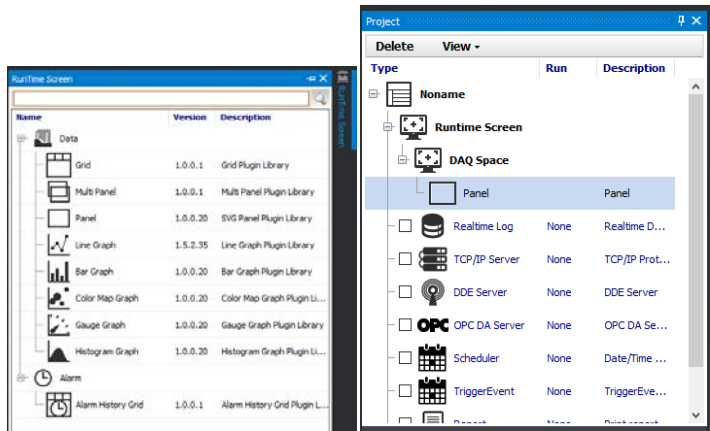 RunTime Screen
Name Version Description
Data
Grid 1.0.0.1 Grid Plugin Library
Multi Panel 1.0.0.1 Multi Panel Plugin Library
Panel 1.0.0.20 SVG Panel Plugin Library
Line Graph 1.5.2.35 Line Graph Plugin Library
Bar Graph 1.0.0.20 Bar Graph Plugin Library
Color Map Graph 1.0.0.20 Color Map Graph Plugin Li...
Gauge Graph 1.0.0.20 Gauge Graph Plugin Library
Histogram Graph 1.0.0.20 Histogram Graph Plugin Li...
Alarm
Alarm History Grid 1.0.0.1 Alarm History Grid Plugin L...
RunTime Screen
Project
Delete View
Type Run Description
Noname
Runtime Screen
DAQ Space
Panel Panel
Realtime Log None Realtime D...
TCP/IP Server None TCP/IP Prot...
DDE Server None DDE Server
OPC OPC DA Server None OPC DA Se...
Scheduler None Date/Time ...
TriggerEvent None TriggerEve...